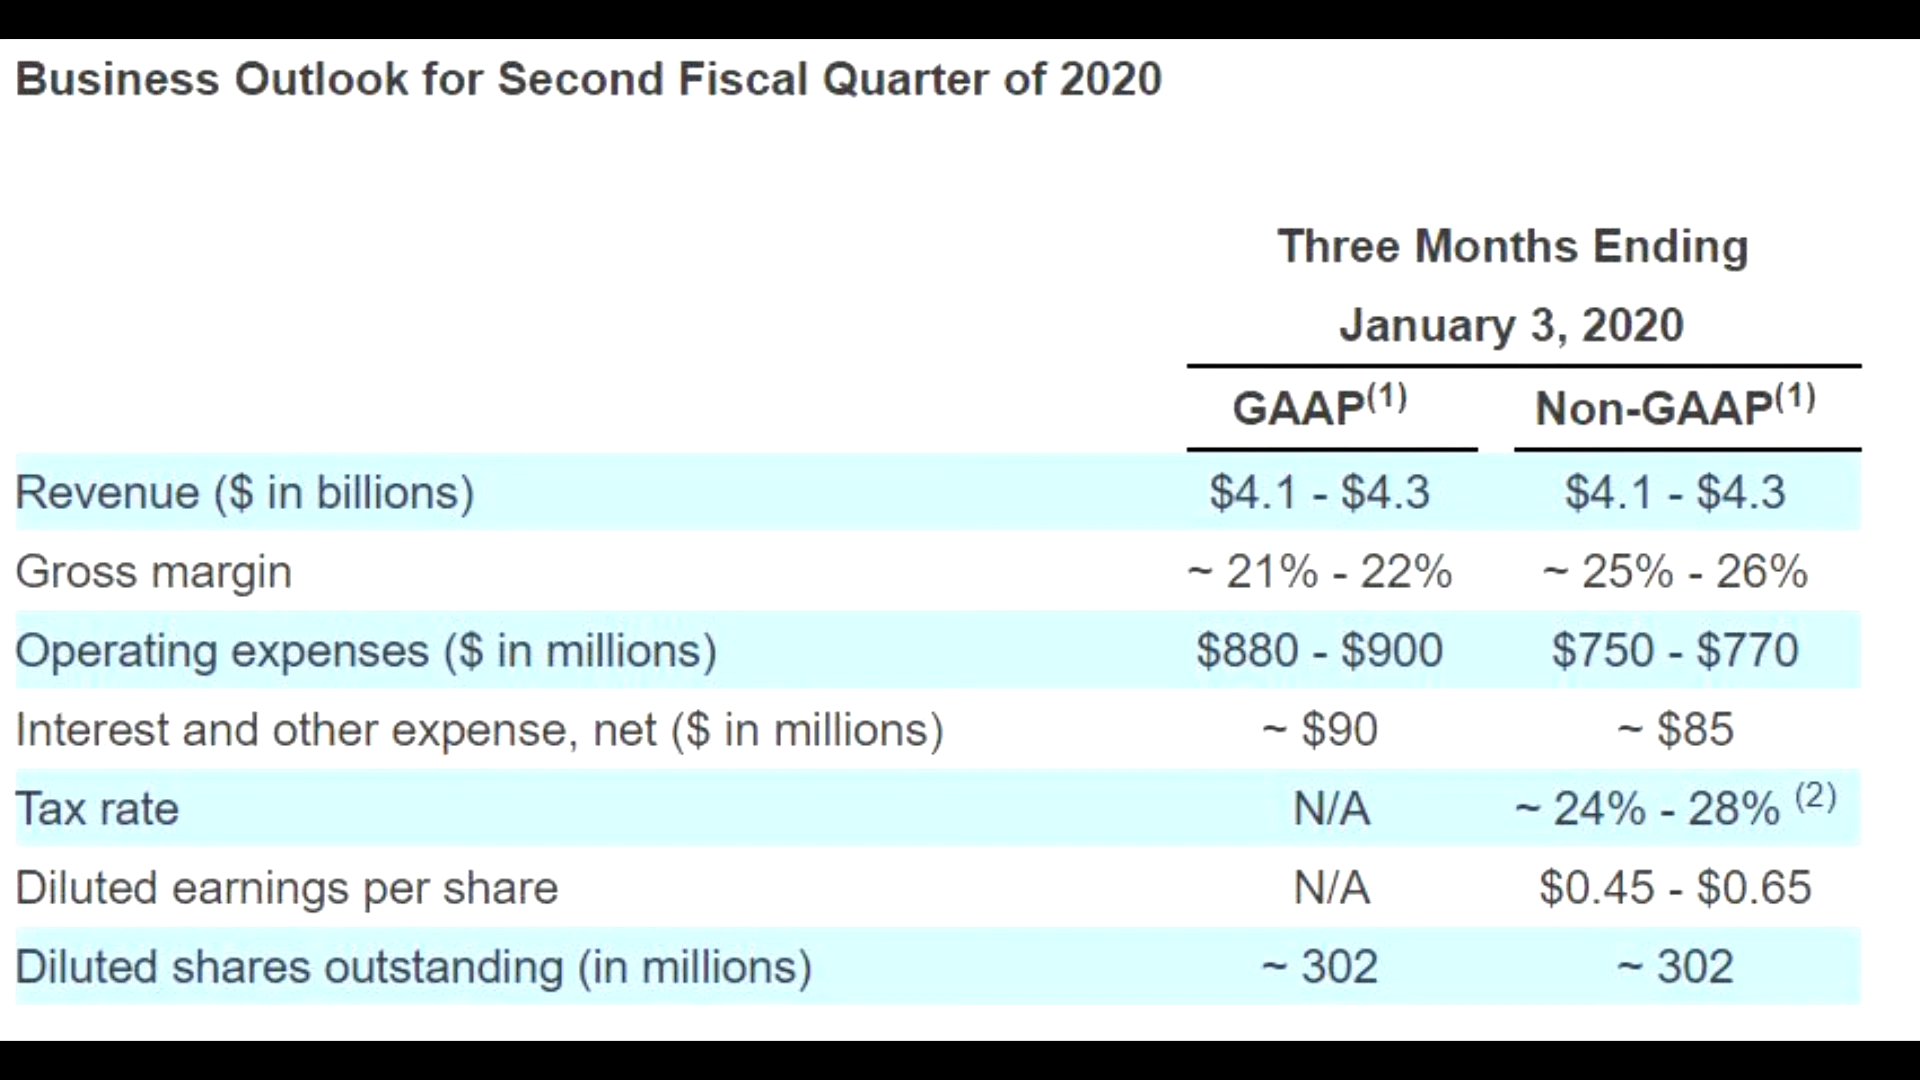 Business Outlook for Second Fiscal Quarter of 2020
Three Months Ending
January 3, 2020
GAAP(1) Non-GAAP(1)
Revenue ($ in billions) $4.1 - $4.3 $4.1 - $4.3
Gross margin ~ 21% - 22% ~ 25% - 26%
Operating expenses ($ in millions) $880 - $900 $750 - $770
Interest and other expense, net ($ in millions) ~ $90 ~ $85
Tax rate N/A ~ 24% - 28% (2)
Diluted earnings per share N/A $0.45 - $0.65
Diluted shares outstanding (in millions) ~ 302 ~ 302